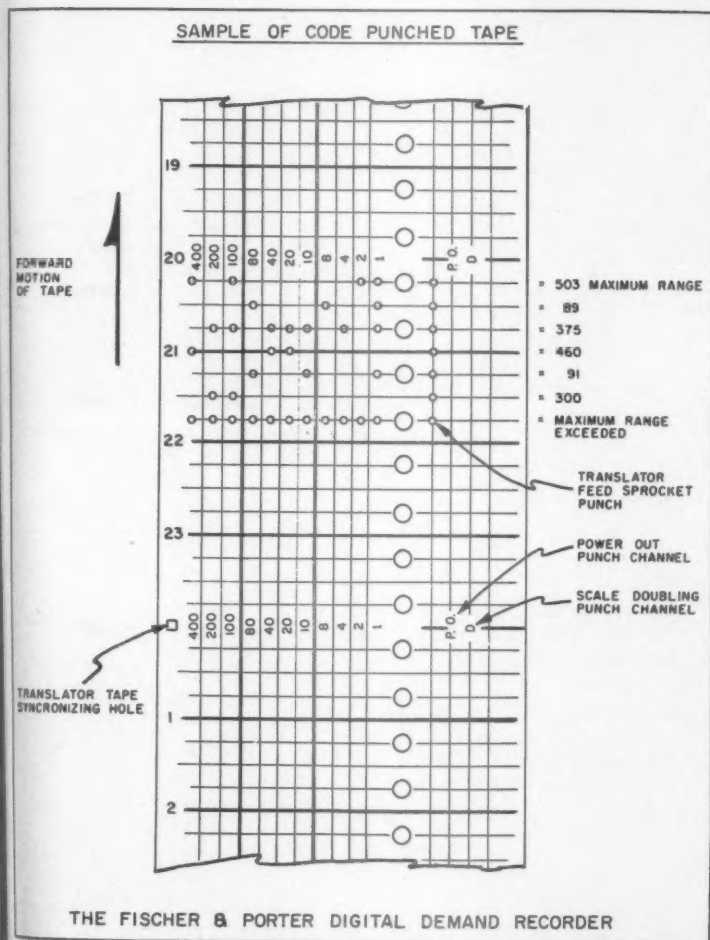 SAMPLE OF CODE PUNCHED TAPE
19
FORWARD
MOTION
OF TAPE
20
400 200 100 80 40 20 10 8 4 2 1
P.O.
D
= 503 MAXIMUM RANGE
= 89
= 375
21
= 460
= 91
= 300
= MAXIMUM RANGE
EXCEEDED
22
TRANSLATOR
FEED SPROCKET
PUNCH
23
POWER OUT
PUNCH CHANNEL
SCALE DOUBLING
PUNCH CHANNEL
400 200 100 80 40 20 10 8 4 2 1
P.O.
D
TRANSLATOR TAPE
SYNCRONIZING HOLE
1
2
THE FISCHER & PORTER DIGITAL DEMAND RECORDER